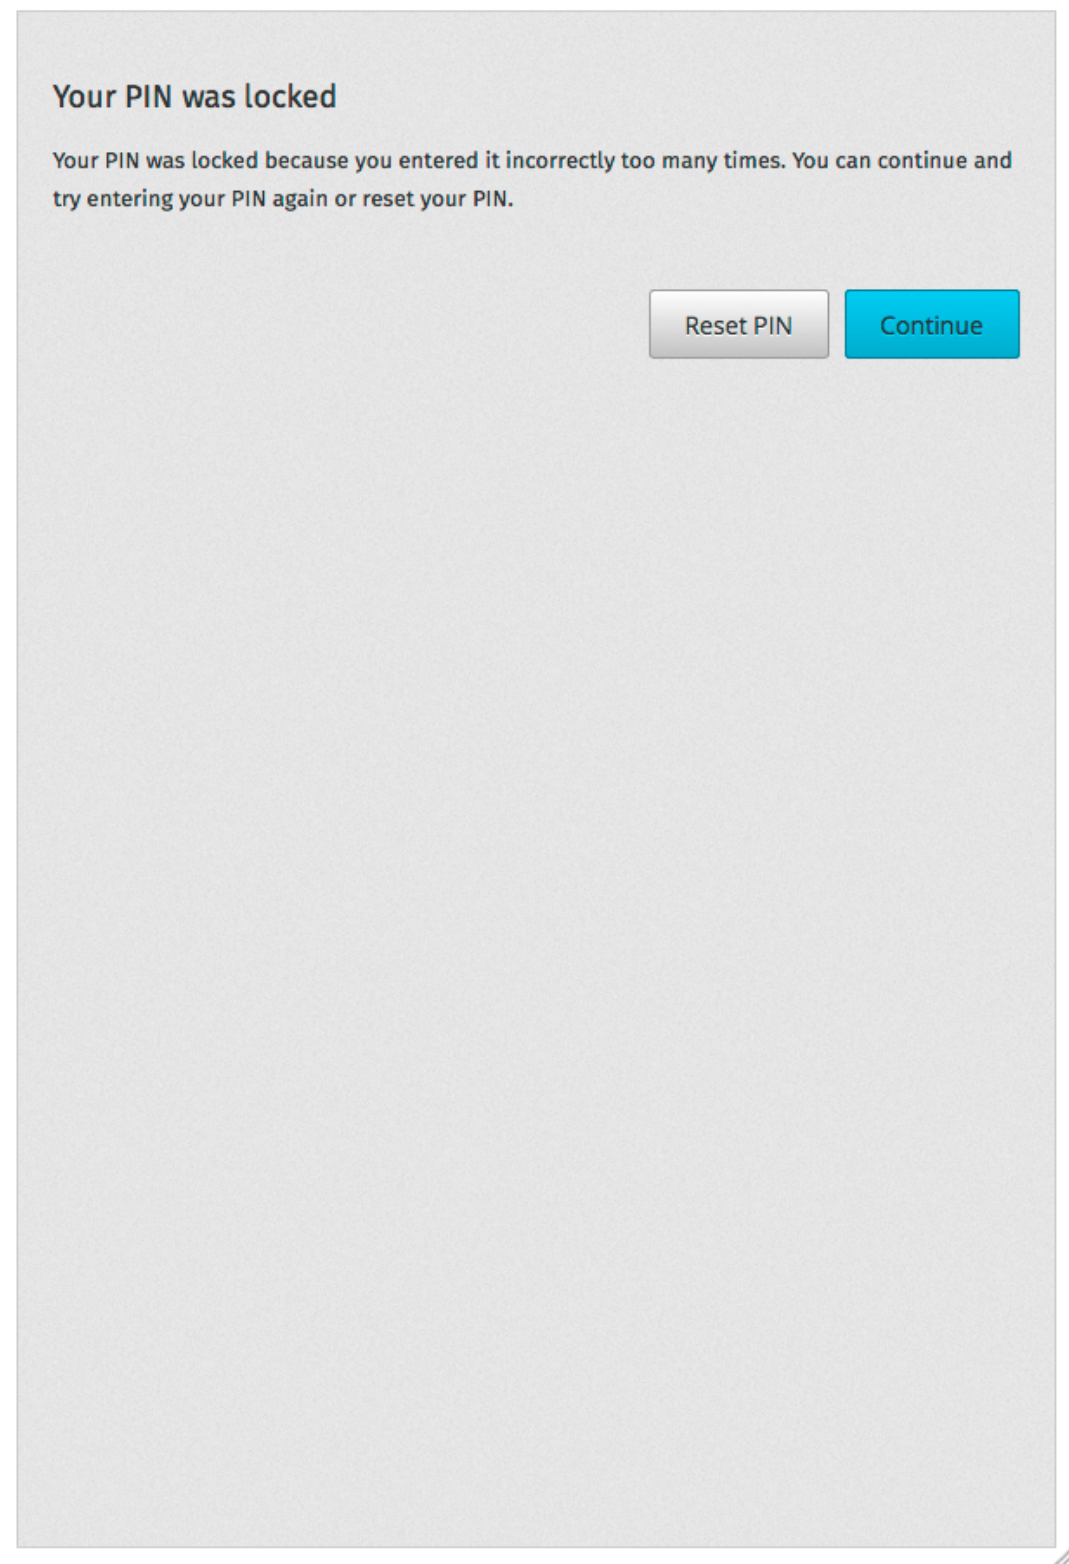 Your PIN was locked
Your PIN was locked because you entered it incorrectly too many times. You can continue and
try entering your PIN again or reset your PIN.
Reset PIN
Continue